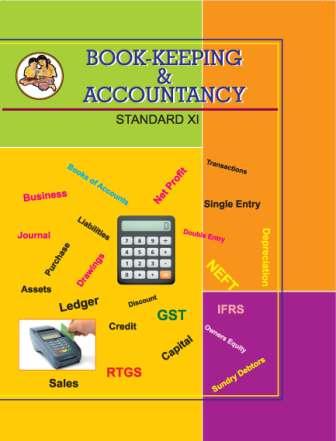 BOOK-KEEPING
&
ACCOUNTANCY
STANDARD XI
Transactions
Books of Accounts
Net Profit
Business
Single Entry
Liabilities
Journal
Double Entry
Purchase
Depreciation
Drawings
NEFT
Assets
Ledger
Discount
GST
IFRS
Credit
Owners Equity
Capital
RTGS
Sundry Debtors
Sales